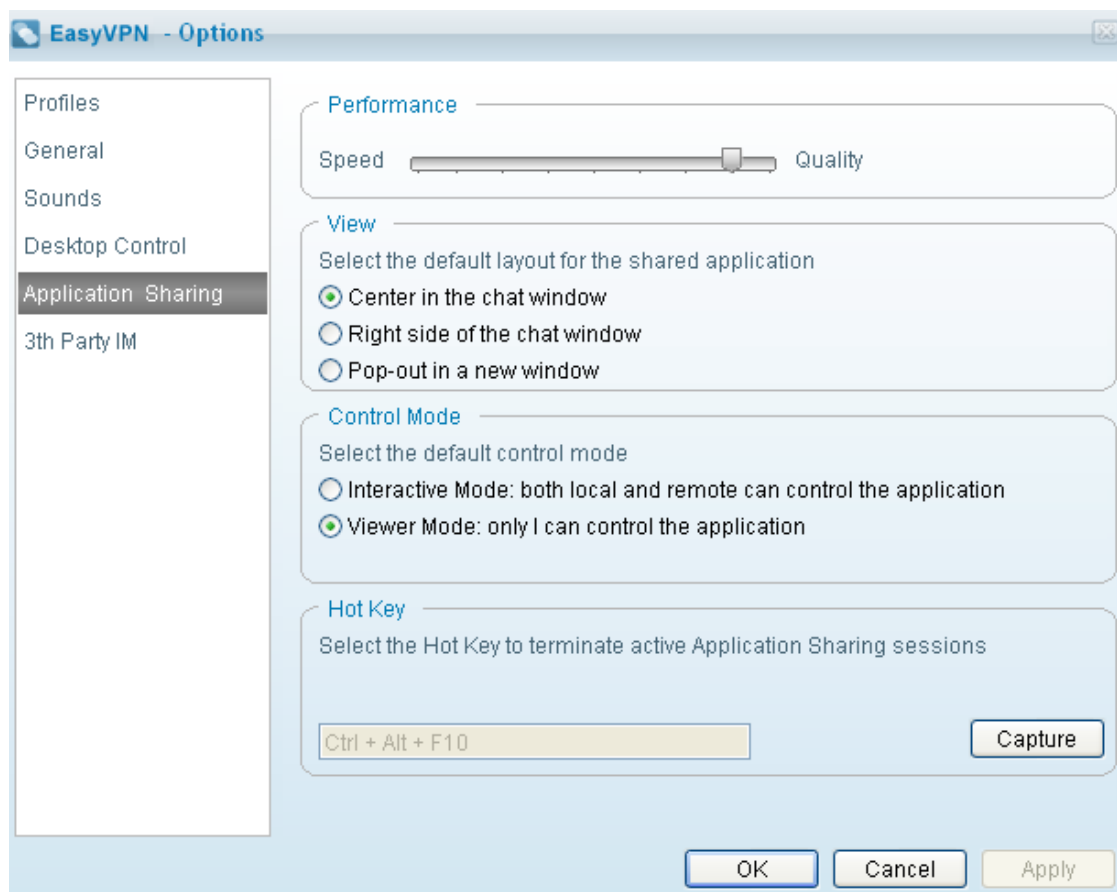 EasyVPN - Options
Profiles
General
Sounds
Desktop Control
Application Sharing
3th Party IM
Performance
Speed Quality
View
Select the default layout for the shared application
Center in the chat window
Right side of the chat window
Pop-out in a new window
Control Mode
Select the default control mode
Interactive Mode: both local and remote can control the application
Viewer Mode: only I can control the application
Hot Key
Select the Hot Key to terminate active Application Sharing sessions
Ctrl + Alt + F10 Capture
OK Cancel Apply